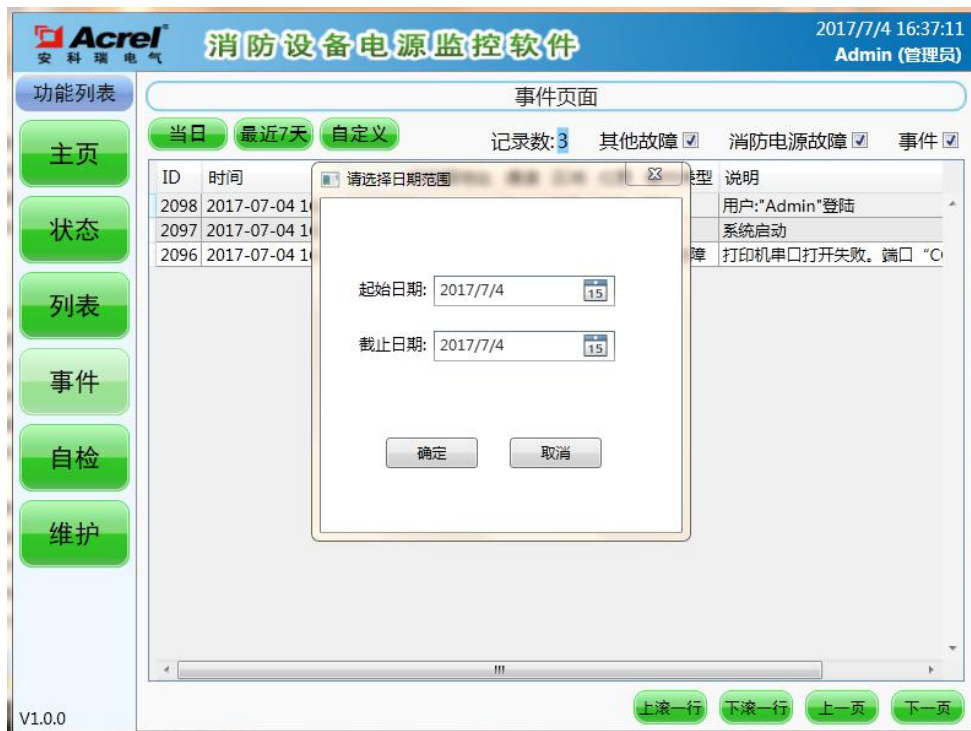 Acrel
安科瑞电气
消防设备电源监控软件
2017/7/4 16:37:11
Admin (管理员)
功能列表
事件页面
主页
状态
列表
事件
自检
维护
V1.0.0
当日 最近7天 自定义 记录数:3 其他故障 消防电源故障 事件
ID 时间 类型 说明
2098 2017-07-04 1 用户:"Admin"登陆
2097 2017-07-04 1 系统启动
2096 2017-07-04 1 障 打印机串口打开失败。端口“C
请选择日期范围
起始日期: 2017/7/4 15
截止日期: 2017/7/4 15
确定 取消
上滚一行 下滚一行 上一页 下一页